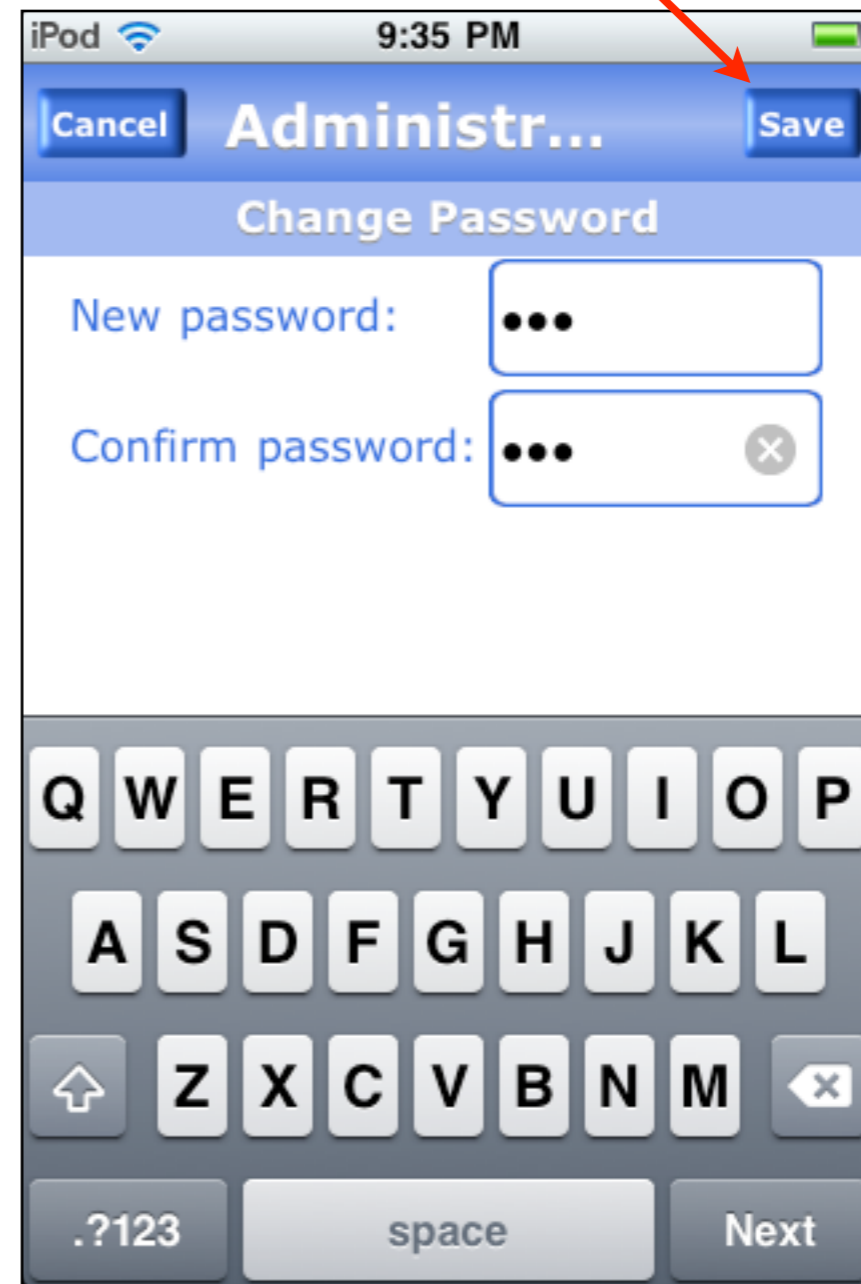 iPod 9:35 PM
Cancel Administr... Save
Change Password
New password: •••
Confirm password: •••
Q W E R T Y U I O P
A S D F G H J K L
Z X C V B N M
.?123 space Next